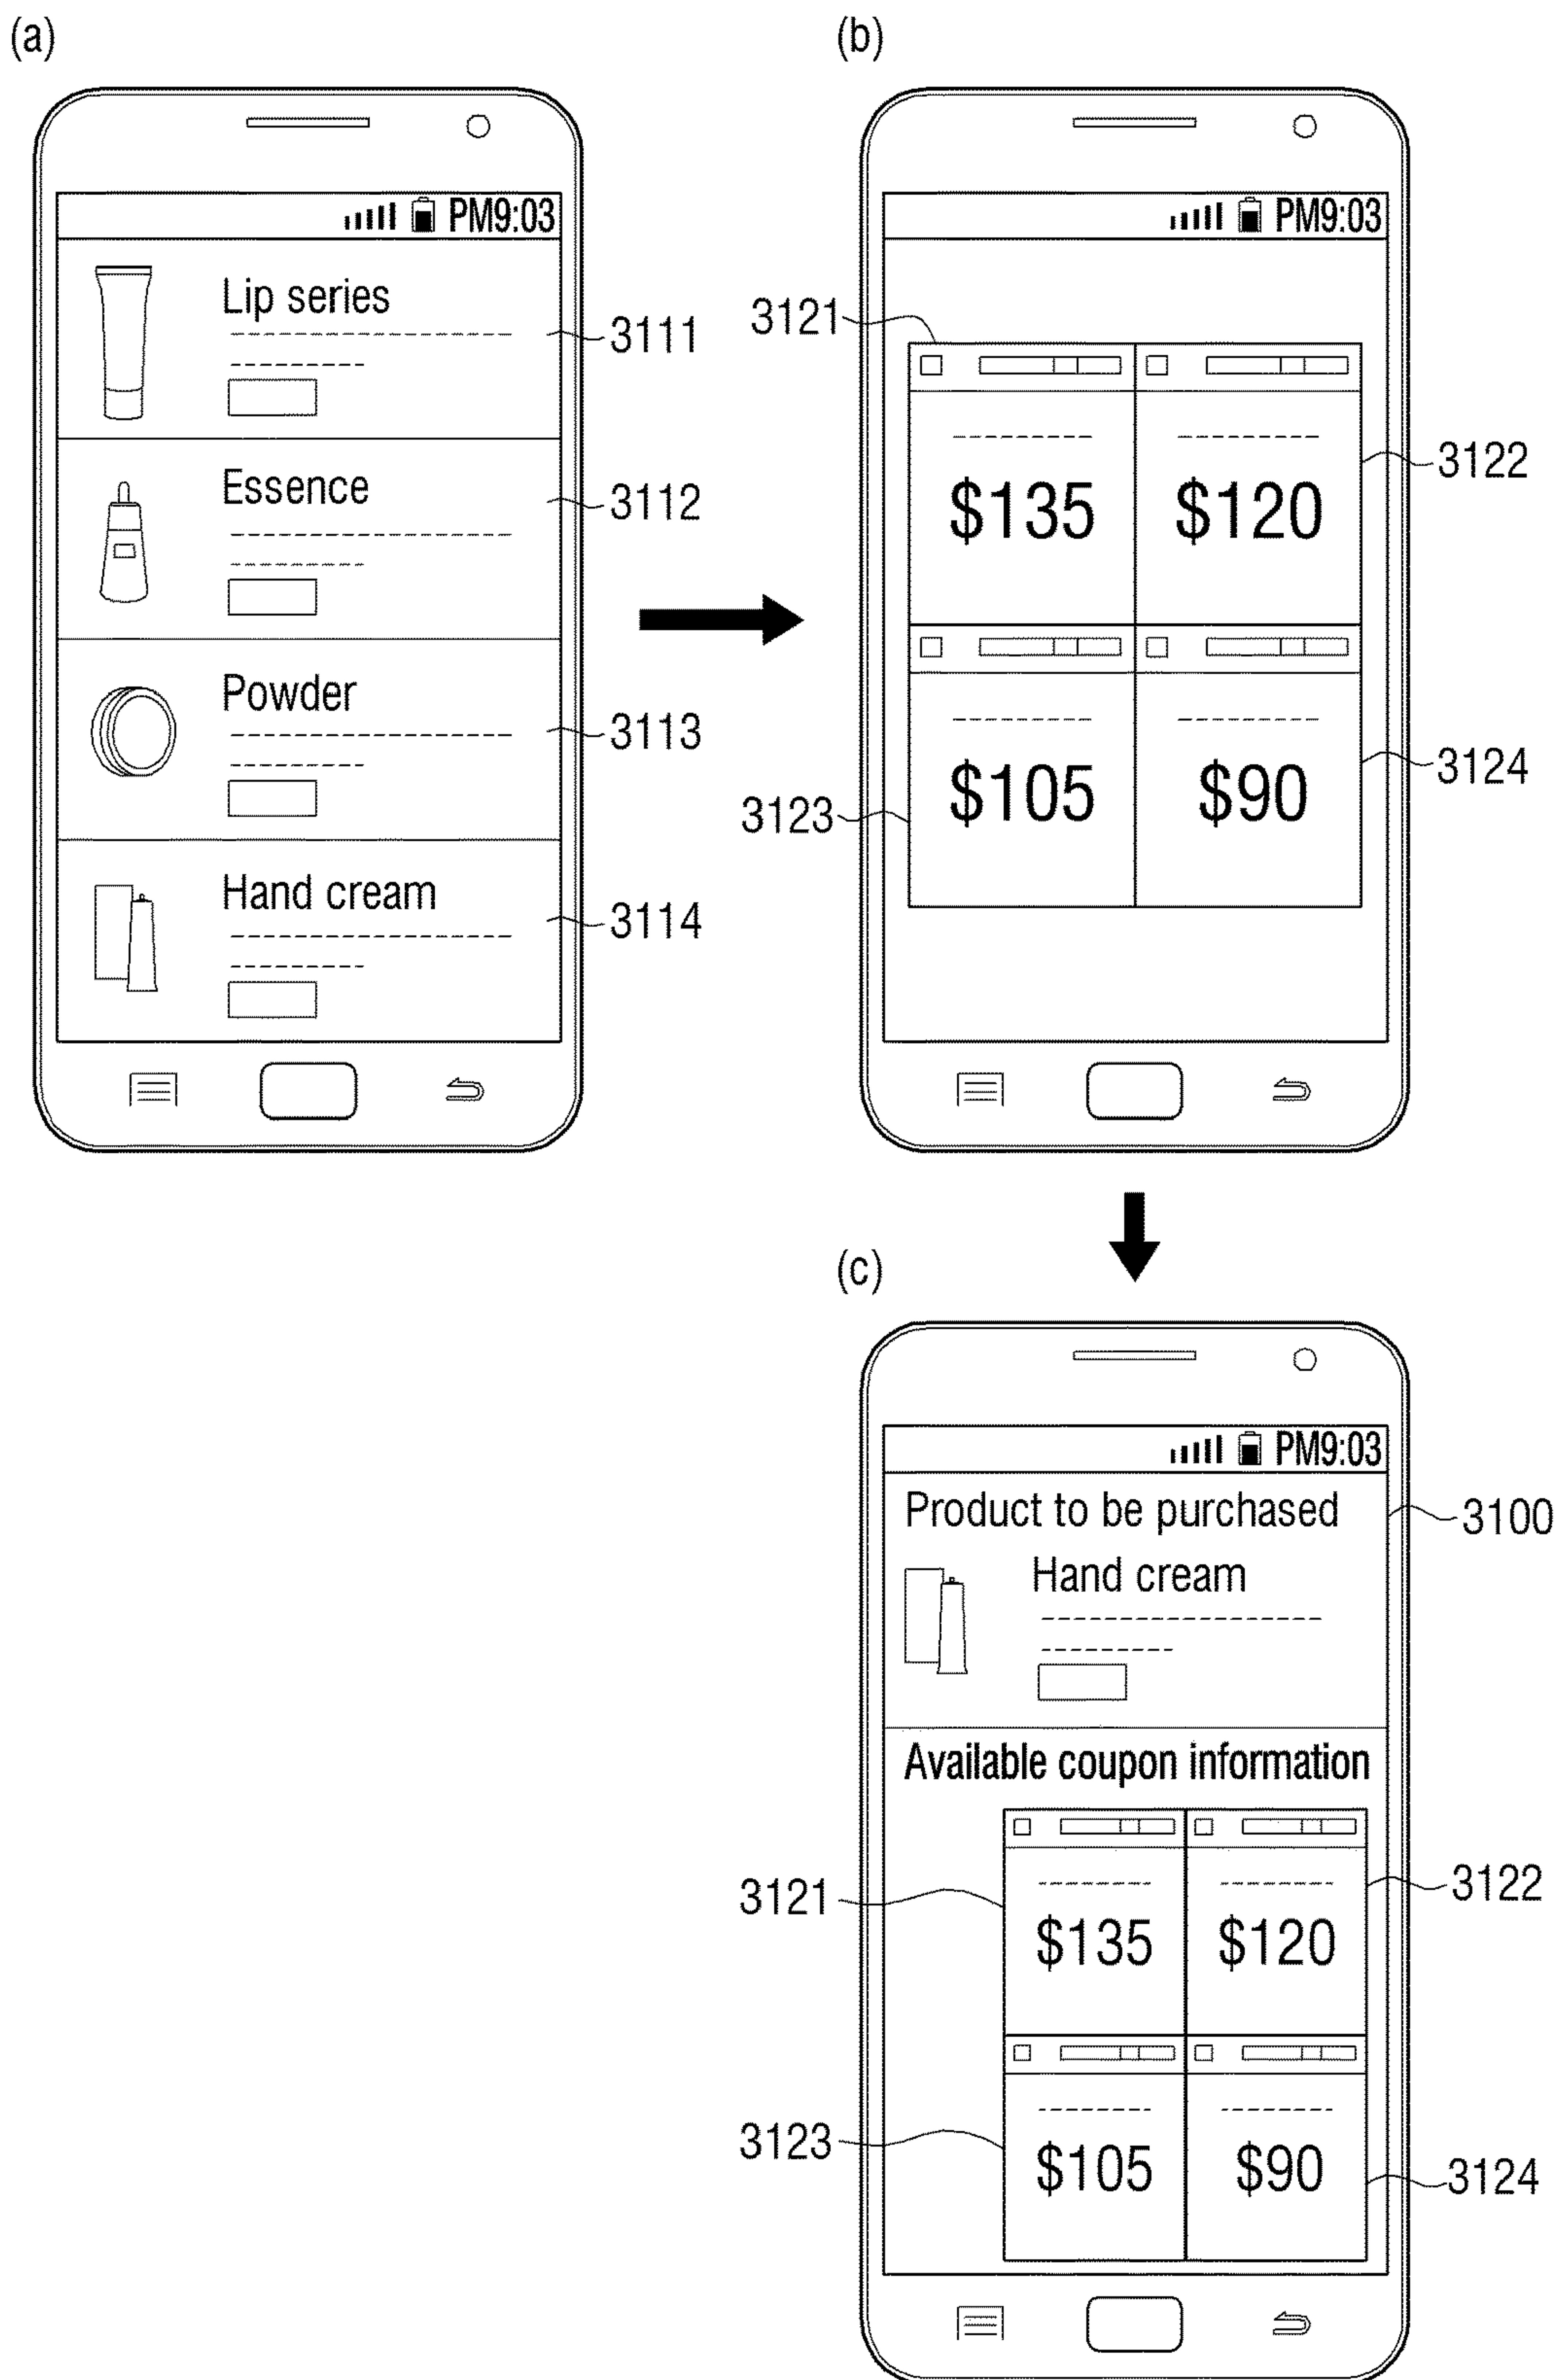 (a)
PM9:03
Lip series
3111
Essence
3112
Powder
3113
Hand cream
3114
(b)
PM9:03
3121
$135
$120
3122
3123
$105
$90
3124
(c)
PM9:03
Product to be purchased
3100
Hand cream
Available coupon information
3121
$135
$120
3122
3123
$105
$90
3124